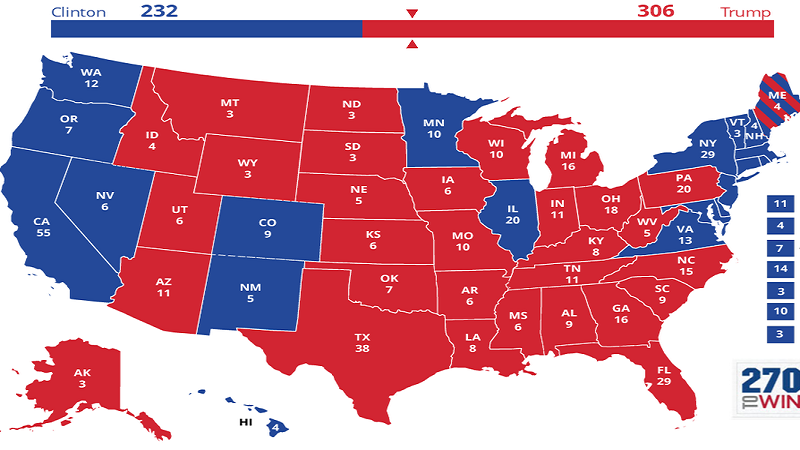 Clinton 232 306 Trump
WA
12
OR
7
CA
55
NV
6
ID
4
MT
3
WY
3
UT
6
AZ
11
CO
9
NM
5
ND
3
SD
3
NE
5
KS
6
OK
7
TX
38
MN
10
IA
6
MO
10
AR
6
LA
8
WI
10
IL
20
MS
6
MI
16
IN
11
OH
18
KY
8
TN
11
AL
9
GA
16
FL
29
SC
9
NC
15
VA
13
WV
5
PA
20
NY
29
VT
3
4
NH
ME
4
11
4
7
14
3
10
3
AK
3
HI
4
270
TO WIN